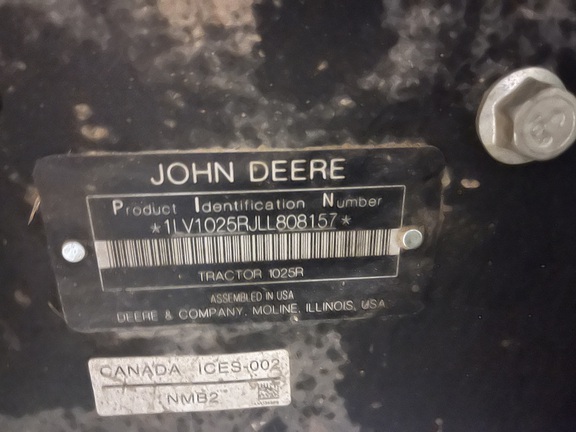 JOHN DEERE
Product Identification Number
*1LV1025RJLL808157*
TRACTOR 1025R
ASSEMBLED IN USA
DEERE & COMPANY, MOLINE, ILLINOIS, USA
CANADA ICES-002
NMB2